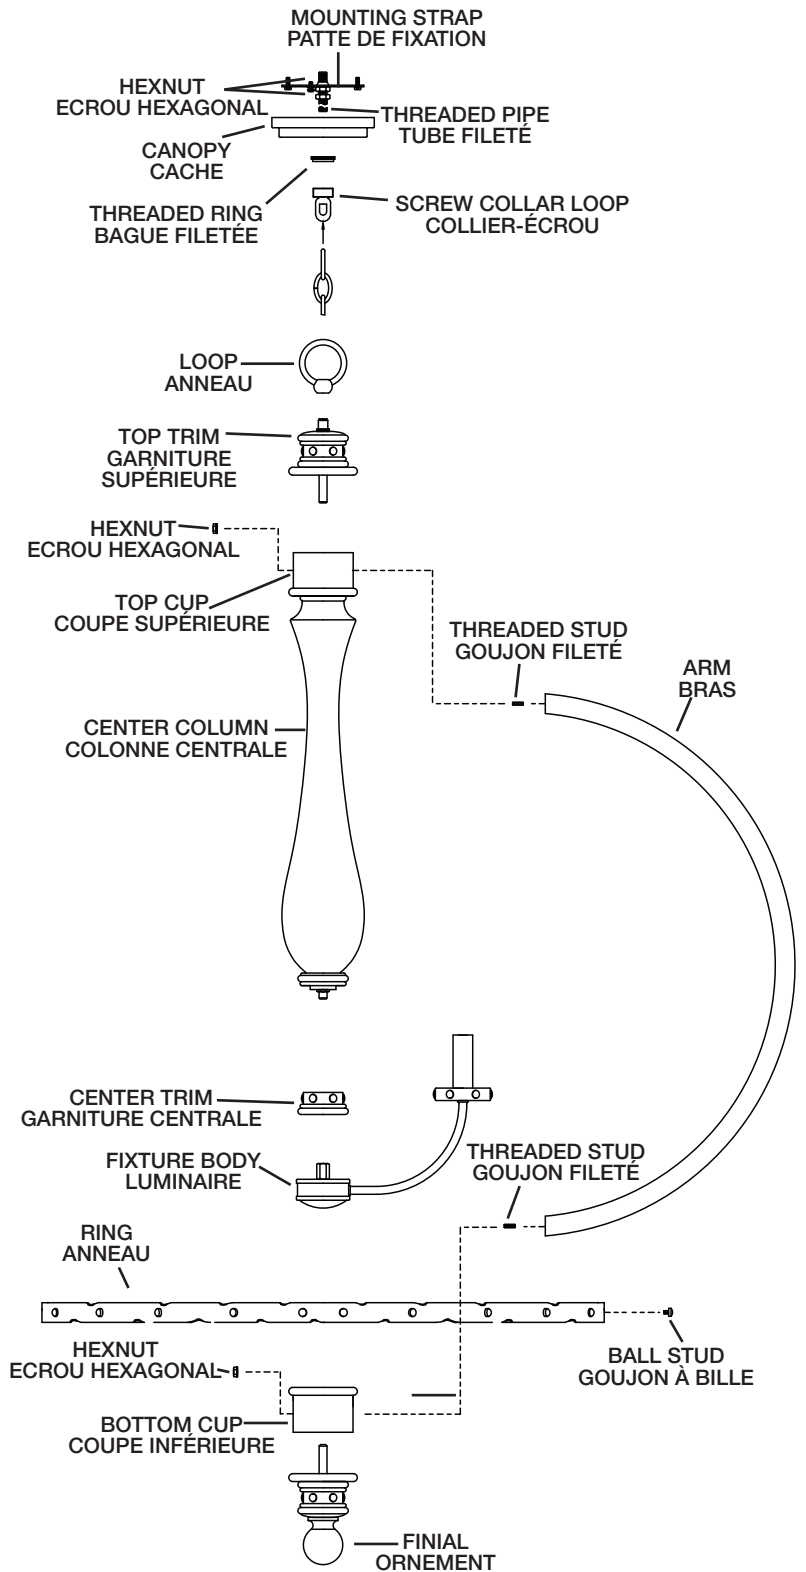 MOUNTING STRAP
PATTE DE FIXATION
HEXNUT
ECROU HEXAGONAL
THREADED PIPE
TUBE FILETÉ
CANOPY
CACHE
THREADED RING
BAGUE FILETÉE
SCREW COLLAR LOOP
COLLIER-ÉCROU
LOOP
ANNEAU
TOP TRIM
GARNITURE
SUPÉRIEURE
HEXNUT
ECROU HEXAGONAL
TOP CUP
COUPE SUPÉRIEURE
THREADED STUD
GOUJON FILETÉ
ARM
BRAS
CENTER COLUMN
COLONNE CENTRALE
CENTER TRIM
GARNITURE CENTRALE
FIXTURE BODY
LUMINAIRE
THREADED STUD
GOUJON FILETÉ
RING
ANNEAU
HEXNUT
ECROU HEXAGONAL
BALL STUD
GOUJON À BILLE
BOTTOM CUP
COUPE INFÉRIEURE
FINIAL
ORNEMENT